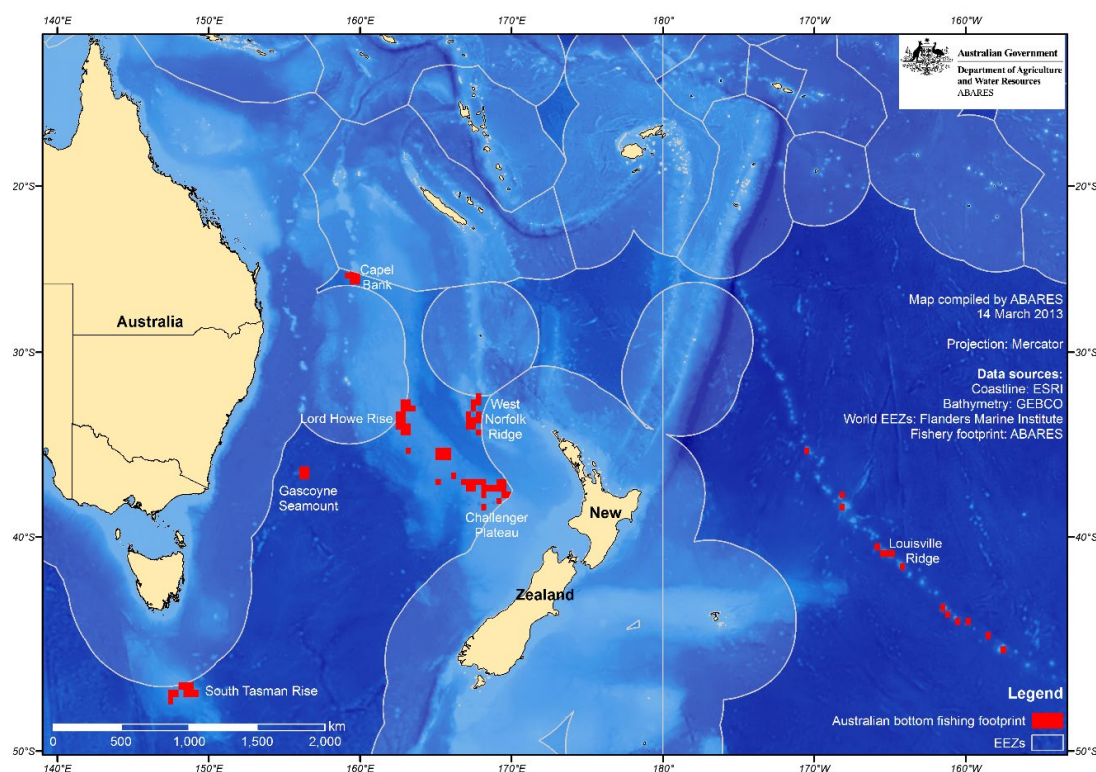 140°E 150°E 160°E 170°E 180° 170°W 160°W
Australian Government
Department of Agriculture
and Water Resources
ABARES
20°S 20°S
Capel
Bank
Map compiled by ABARES
14 March 2013
Australia
Projection: Mercator
30°S 30°S
Data sources:
Coastline: ESRI
Bathymetry: GEBCO
World EEZs: Flanders Marine Institute
Fishery footprint: ABARES
Lord Howe Rise
West
Norfolk
Ridge
Gascoyne
Seamount
Challenger
Plateau
New
Zealand
Louisville
Ridge
40°S 40°S
South Tasman Rise
km
0 500 1,000 1,500 2,000
Legend
Australian bottom fishing footprint
EEZs
50°S 50°S
140°E 150°E 160°E 170°E 180° 170°W 160°W